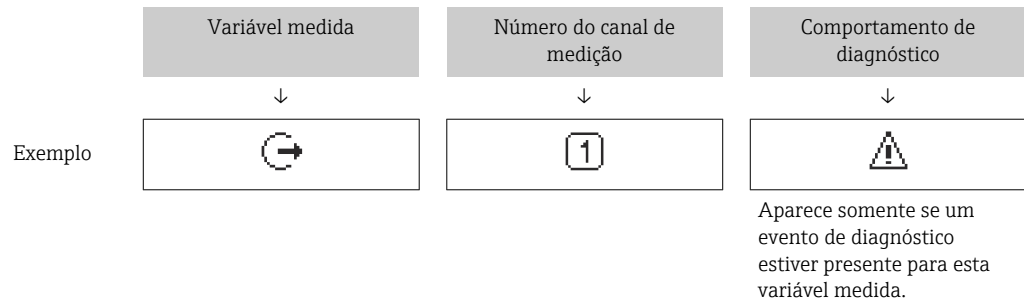 Variável medida
Número do canal de
medição
Comportamento de
diagnóstico
↓ ↓ ↓
Exemplo
1
Aparece somente se um
evento de diagnóstico
estiver presente para esta
variável medida.